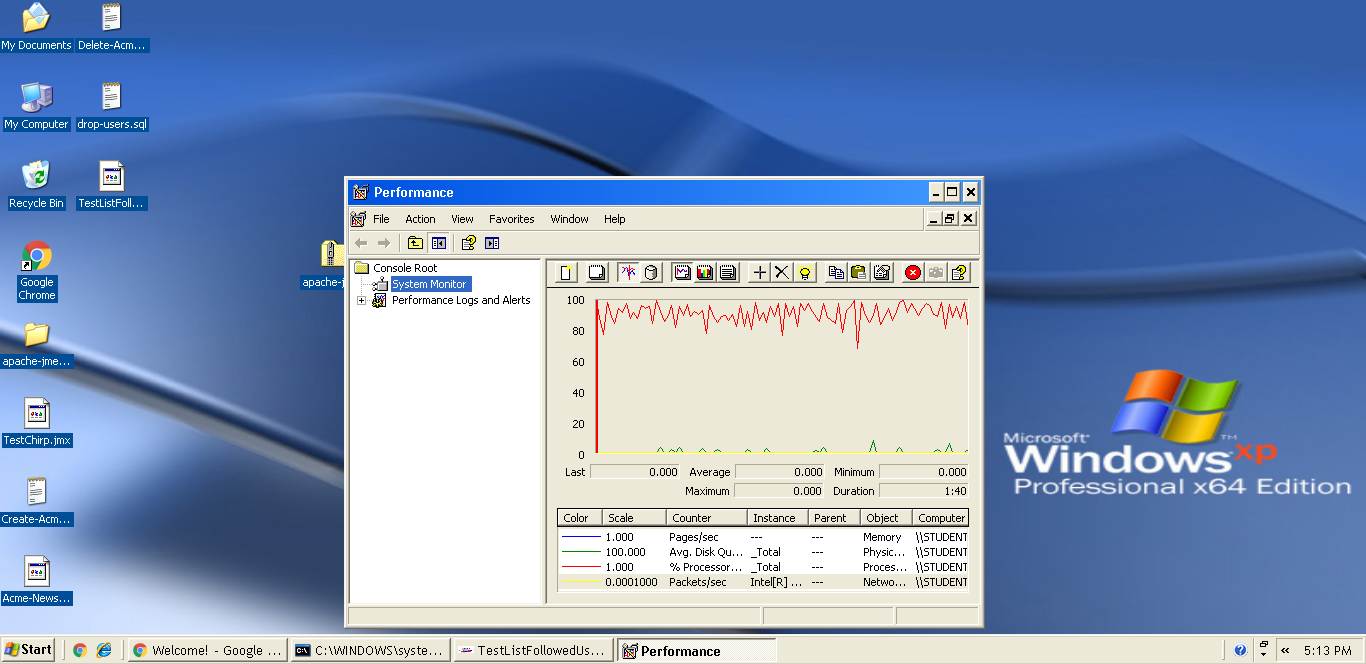 My Documents
Delete-Acm...
My Computer
drop-users.sql
Recycle Bin
TestListFoll...
Google
Chrome
apache-j
apache-jme...
TestChirp.jmx
Create-Acm...
Acme-News...
Performance
File Action View Favorites Window Help
Console Root
System Monitor
Performance Logs and Alerts
100
80
60
40
20
0
Last 0.000 Average 0.000 Minimum 0.000
Maximum 0.000 Duration 1:40
Color Scale Counter Instance Parent Object Computer
1.000 Pages/sec --- --- Memory \\STUDENT
100.000 Avg. Disk Qu... _Total --- Physic... \\STUDENT
1.000 % Processor... _Total --- Proces... \\STUDENT
0.0001000 Packets/sec Intel[R] ... --- Netwo... \\STUDENT
Microsoft
Windows xp
TM
Professional x64 Edition
Start
Welcome! - Google ...
C:\WINDOWS\syste...
TestListFollowedUs...
Performance
5:13 PM